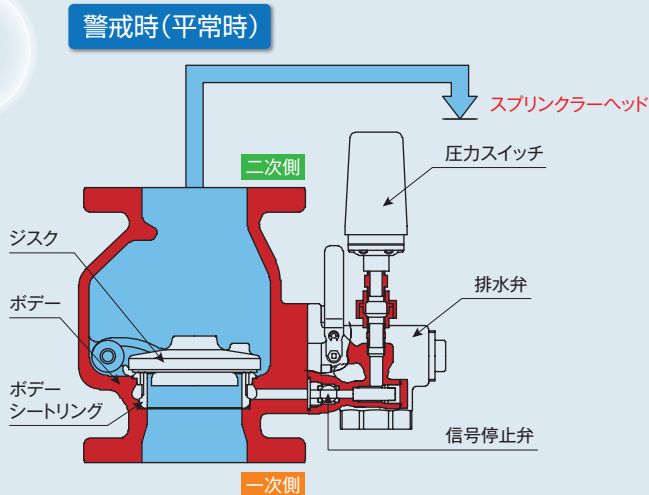 警戒時(平常時)
スプリンクラーヘッド
圧力スイッチ
二次側
ジスク
排水弁
ボデー
ボデー
シートリング
信号停止弁
一次側